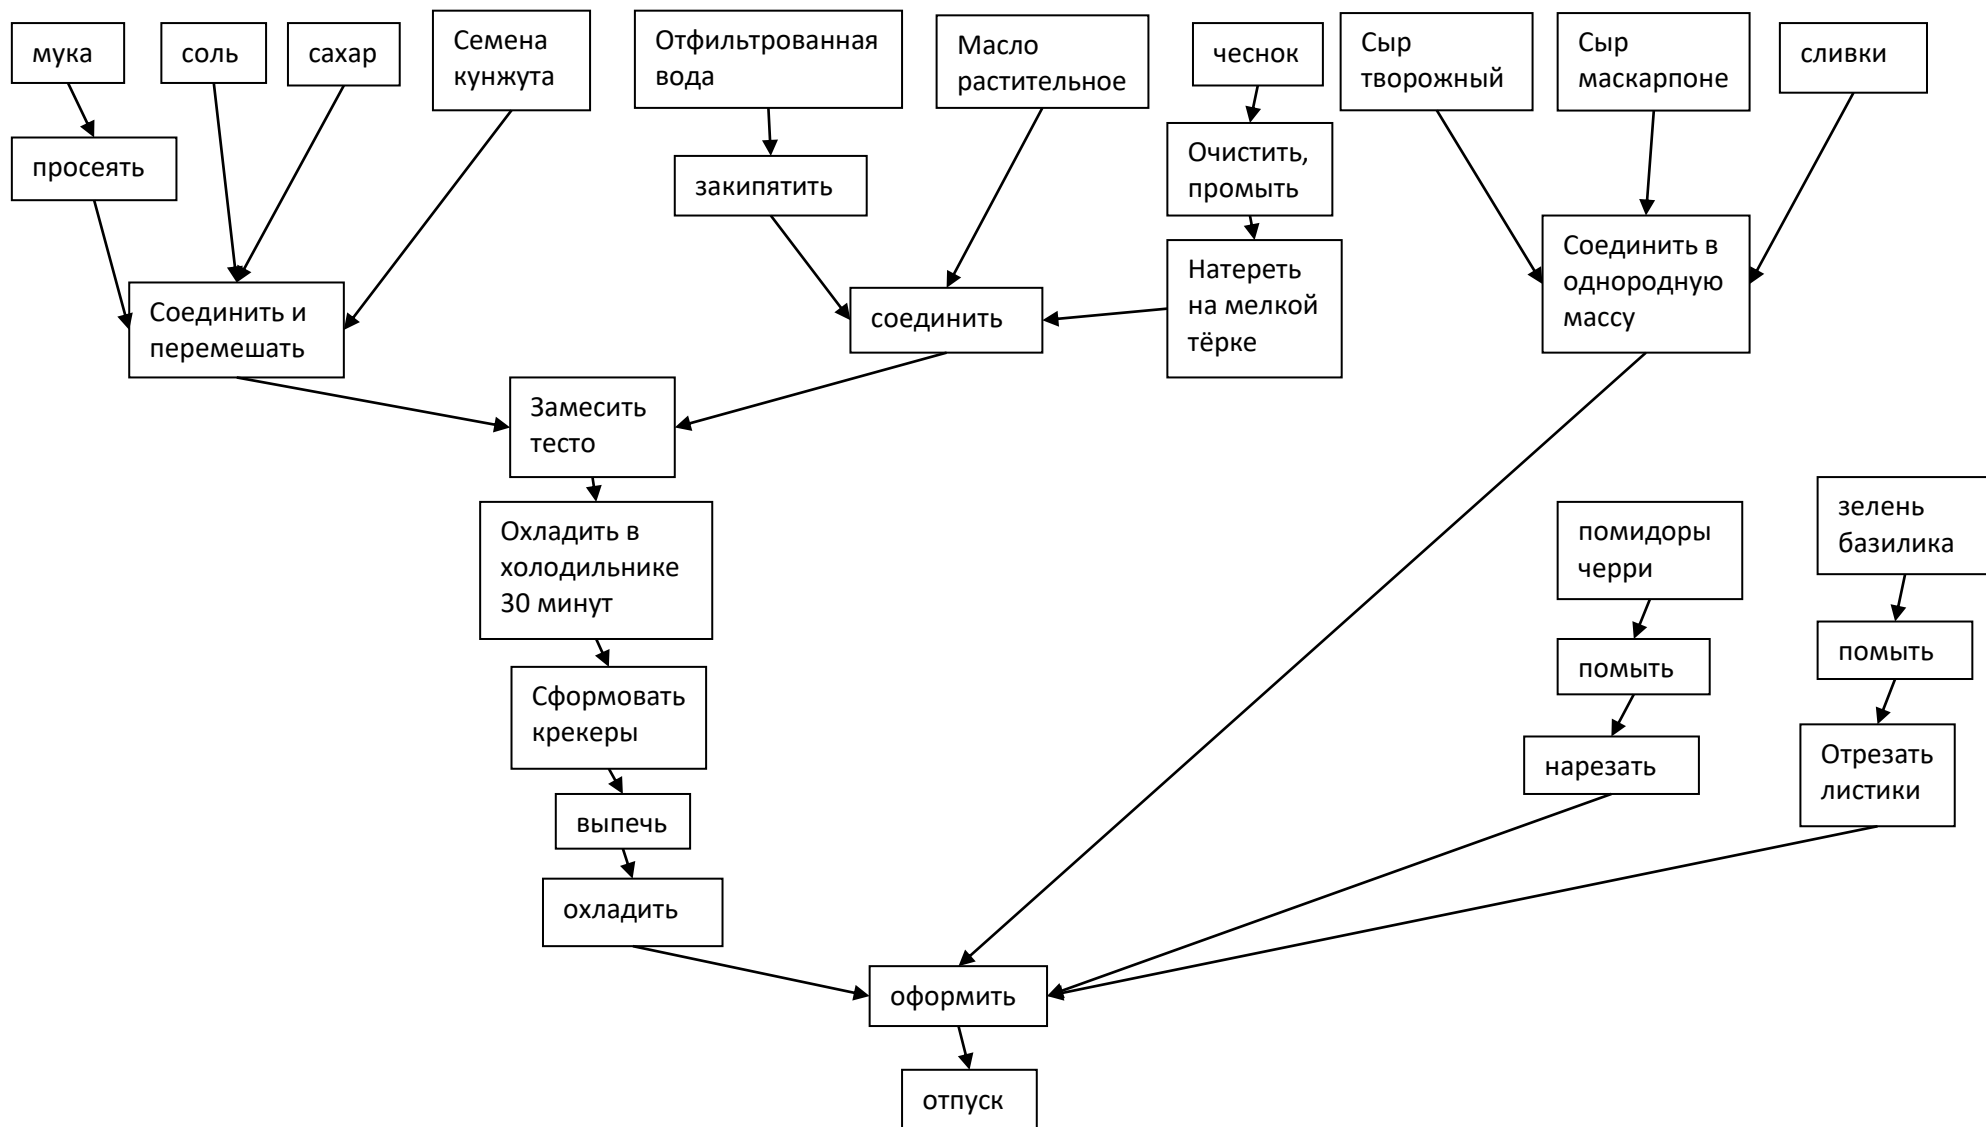 мука
соль
сахар
Семена
кунжута
Отфильтрованная
вода
Масло
растительное
чеснок
Сыр
творожный
Сыр
маскарпоне
сливки
просеять
закипятить
Очистить,
промыть
Соединить и
перемешать
соединить
Натереть
на мелкой
тёрке
Соединить в
однородную
массу
Замесить
тесто
Охладить в
холодильнике
30 минут
помидоры
черри
зелень
базилика
Сформовать
крекеры
помыть
помыть
выпечь
нарезать
Отрезать
листики
охладить
оформить
отпуск